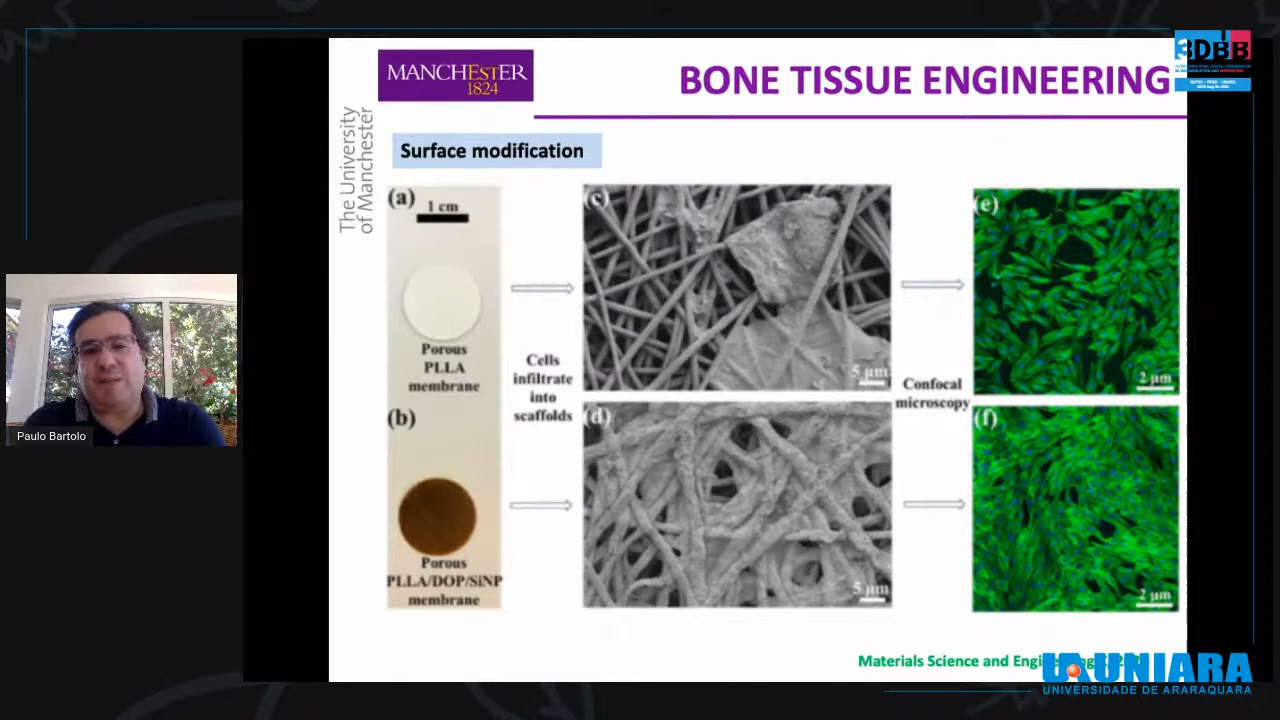 MANCHESTER
1824
The University
of Manchester
BONE TISSUE ENGINEERING
3DBB
Surface modification
(a)
1 cm
Porous
PLLA
membrane
(b)
Porous
PLLA/DOP/SiNP
membrane
Cells
infiltrate
into
scaffolds
(c)
5 μm
(d)
5 μm
Confocal
microscopy
(e)
2 μm
(f)
2 μm
Paulo Bartolo
Materials Science and
UNIARA
UNIVERSIDADE DE ARARAQUARA